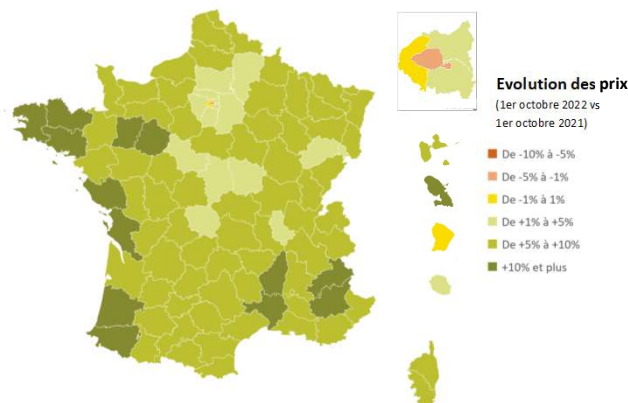 Evolution des prix
(1er octobre 2022 vs
1er octobre 2021)
De -10% à -5%
De -5% à -1%
De -1% à 1%
De +1% à +5%
De +5% à +10%
+10% et plus